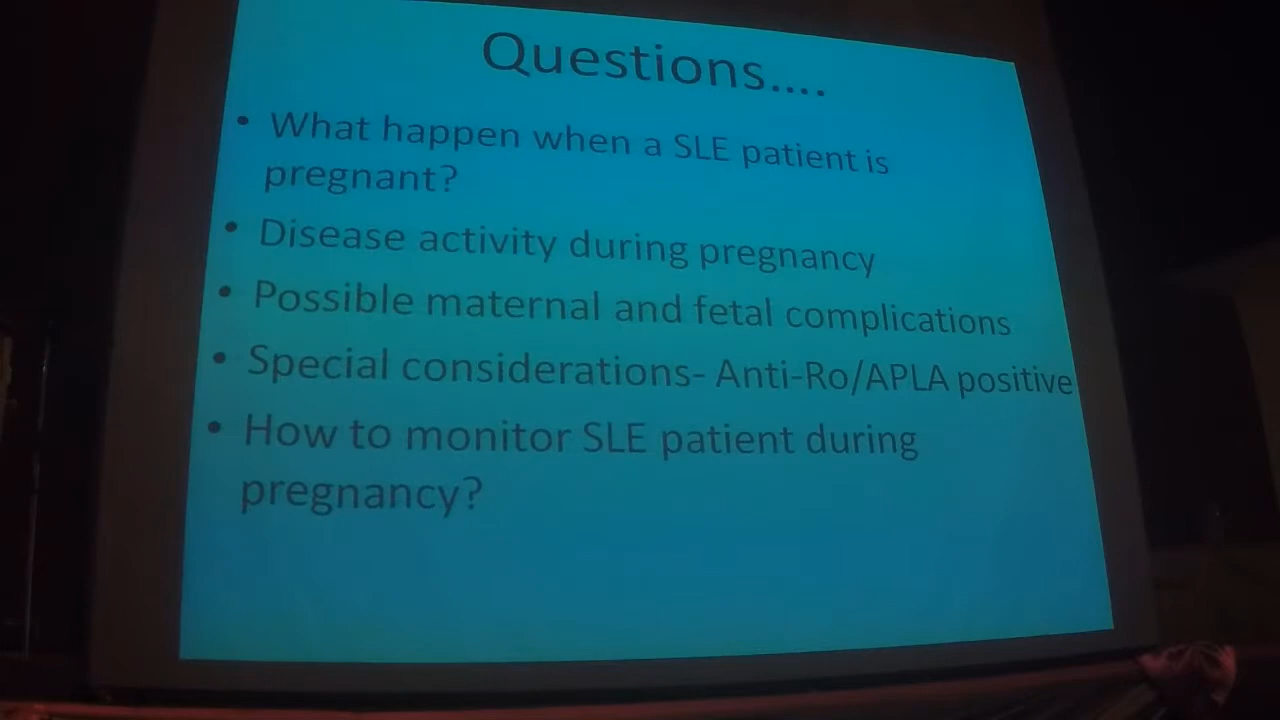 Questions....
• What happen when a SLE patient is
pregnant?
• Disease activity during pregnancy
• Possible maternal and fetal complications
• Special considerations- Anti-Ro/APLA positive
• How to monitor SLE patient during
pregnancy?